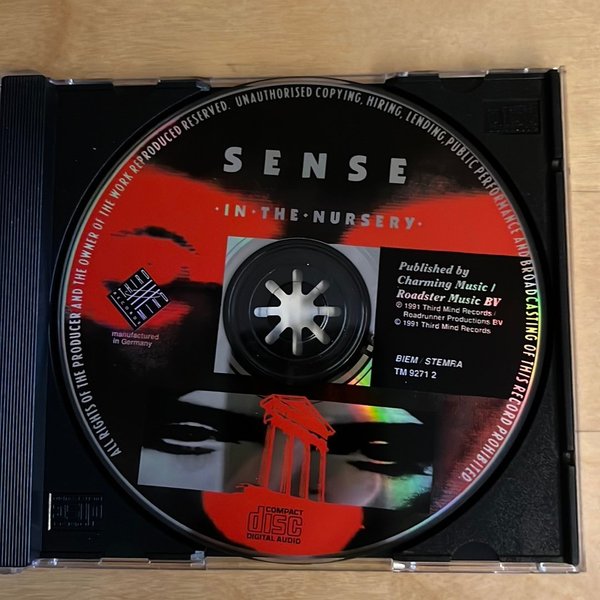 ALL RIGHTS OF THE PRODUCER AND THE OWNER OF THE WORK REPRODUCED RESERVED. UNAUTHORISED COPYING, HIRING, LENDING, PUBLIC PERFORMANCE AND BROADCASTING OF THIS RECORD PROHIBITED.
SENSE
·IN·THE·NURSERY·
Published by
Charming Music /
Roadster Music BV
℗ 1991 Third Mind Records /
Roadrunner Productions BV
© 1991 Third Mind Records
THIRD
MIND
RECORDS
manufactured
in Germany
BIEM / STEMRA
TM 9271 2
COMPACT
disc
DIGITAL AUDIO